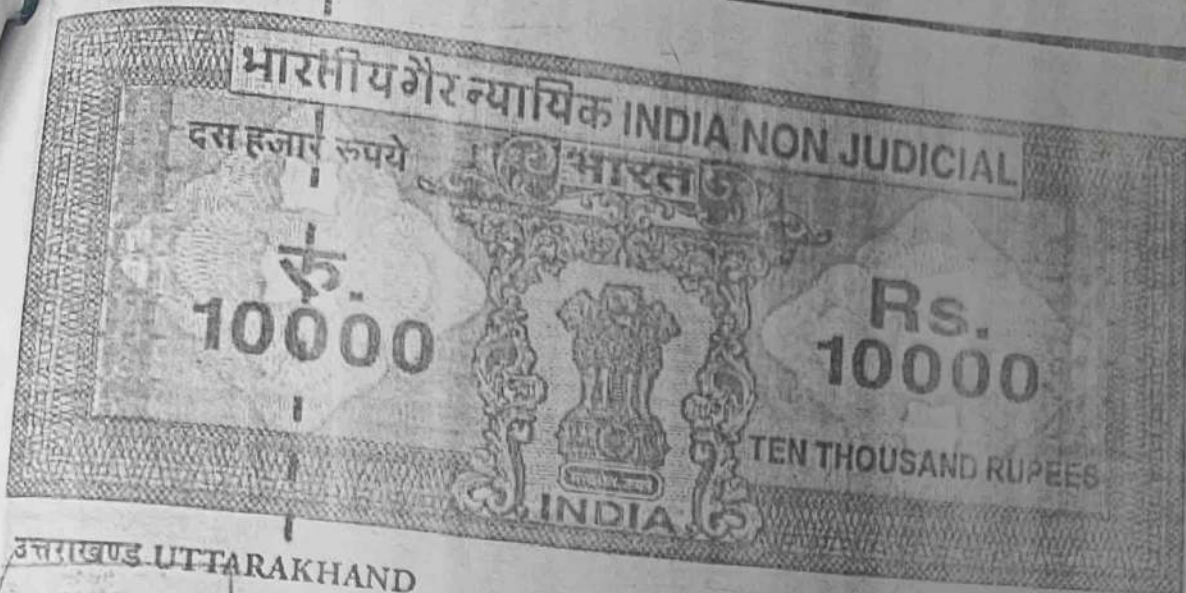 भारतीय गैर न्यायिक INDIA NON JUDICIAL
दस हजार रुपये
भारत
रु.
10000
Rs.
10000
TEN THOUSAND RUPEES
INDIA
उत्तराखण्ड UTTARAKHAND